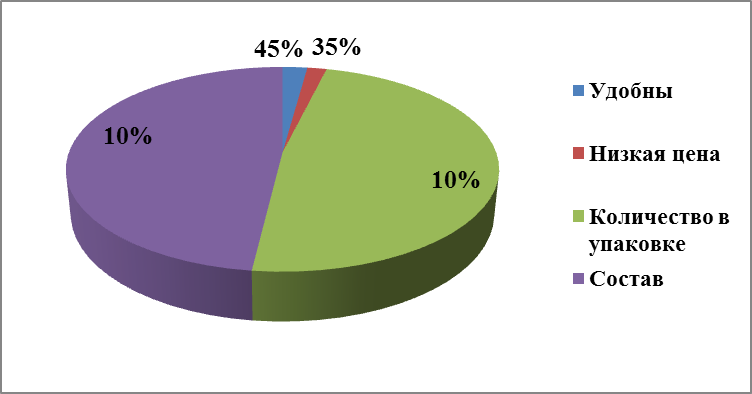 45%
35%
10%
10%
Удобны
Низкая цена
Количество в
упаковке
Состав